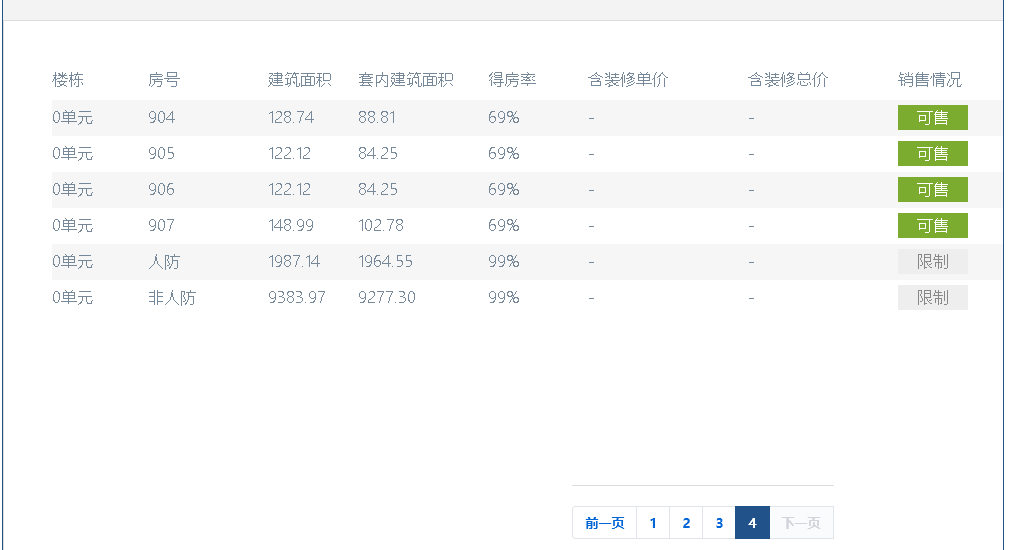 楼栋 房号 建筑面积 套内建筑面积 得房率 含装修单价 含装修总价 销售情况
0单元 904 128.74 88.81 69% - - 可售
0单元 905 122.12 84.25 69% - - 可售
0单元 906 122.12 84.25 69% - - 可售
0单元 907 148.99 102.78 69% - - 可售
0单元 人防 1987.14 1964.55 99% - - 限制
0单元 非人防 9383.97 9277.30 99% - - 限制
前一页 1 2 3 4 下一页